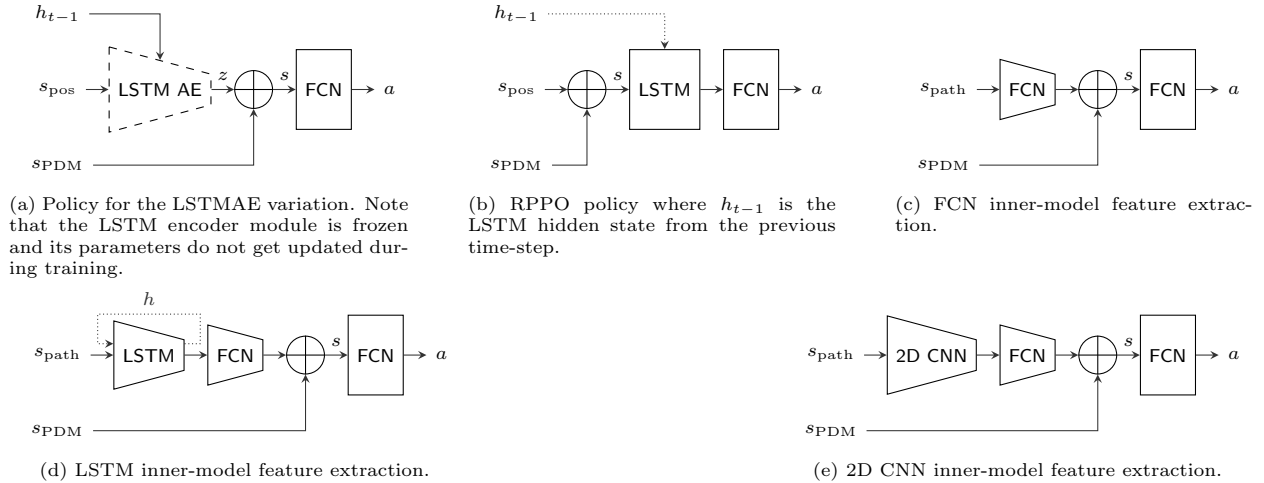 h_{t−1}
s_pos
LSTM AE
z
s
FCN
a
s_PDM
(a) Policy for the LSTMAE variation. Note
that the LSTM encoder module is frozen
and its parameters do not get updated dur-
ing training.
h_{t−1}
s_pos
s
LSTM
FCN
a
s_PDM
(b) RPPO policy where h_{t−1} is the
LSTM hidden state from the previous
time-step.
s_path
FCN
s
FCN
a
s_PDM
(c) FCN inner-model feature extrac-
tion.
h
s_path
LSTM
FCN
s
FCN
a
s_PDM
(d) LSTM inner-model feature extraction.
s_path
2D CNN
FCN
s
FCN
a
s_PDM
(e) 2D CNN inner-model feature extraction.